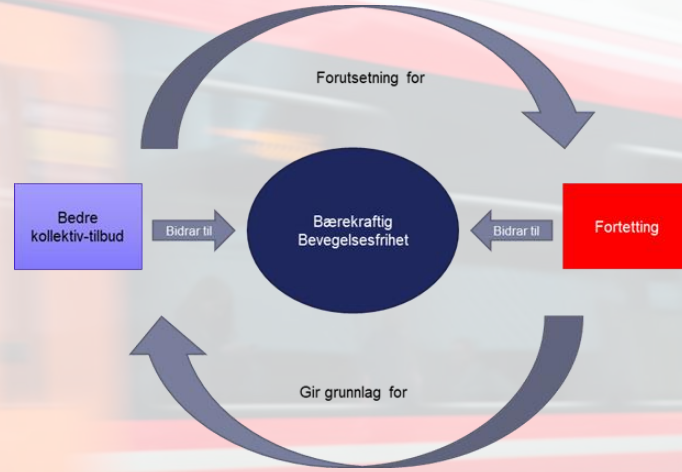 Forutsetning for
Bedre
kollektiv-tilbud
Bidrar til
Bærekraftig
Bevegelsesfrihet
Bidrar til
Fortetting
Gir grunnlag for